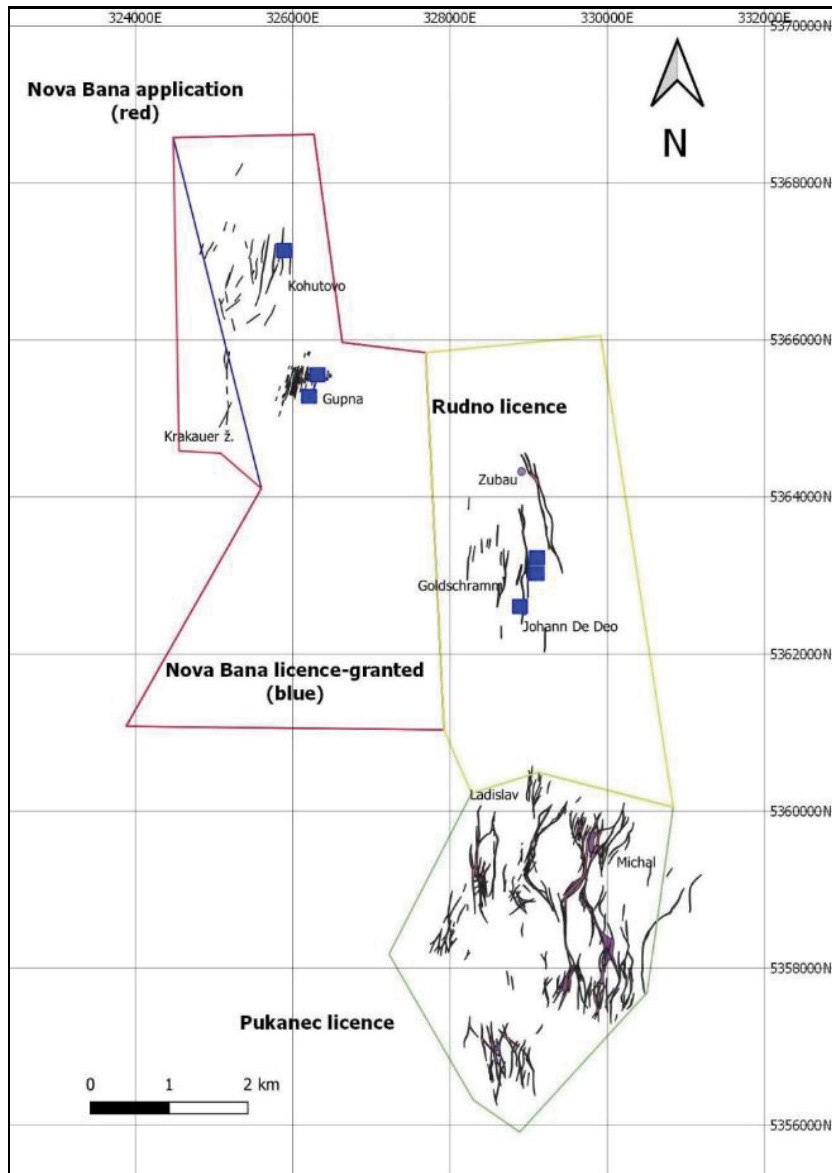 324000E 326000E 328000E 330000E 332000E
5370000N
Nova Bana application
(red)
N
5368000N
Kohutovo
5366000N
Gupna
Rudno licence
Krakauer ž.
Zubau
5364000N
Goldschramm
Johann De Deo
Nova Bana licence-granted
(blue)
5362000N
Ladislav
5360000N
Michal
5358000N
Pukanec licence
0 1 2 km
5356000N